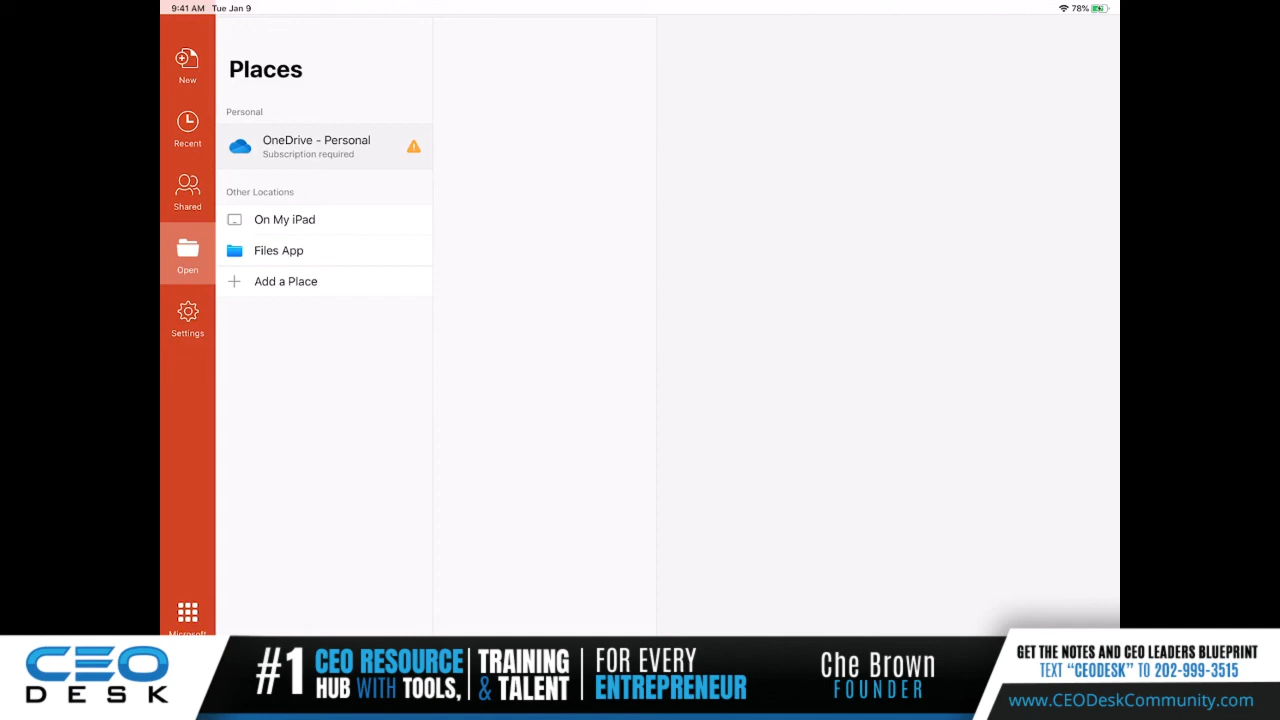 9:41 AM Tue Jan 9
78%
New
Recent
Shared
Open
Settings
Microsoft
Places
Personal
OneDrive - Personal
Subscription required
Other Locations
On My iPad
Files App
Add a Place
CEO
DESK
#1 CEO RESOURCE
HUB WITH TOOLS,
TRAINING
& TALENT
FOR EVERY
ENTREPRENEUR
Che Brown
FOUNDER
GET THE NOTES AND CEO LEADERS BLUEPRINT
TEXT “CEODESK” TO 202-999-3515
www.CEODeskCommunity.com